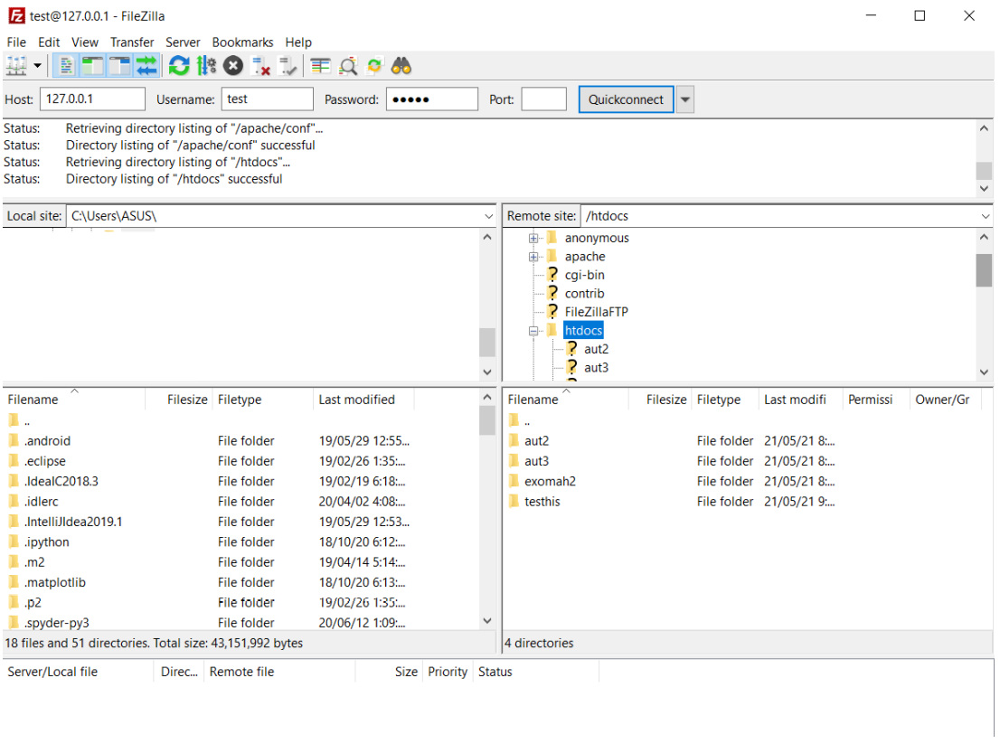 test@127.0.0.1 - FileZilla
File Edit View Transfer Server Bookmarks Help
Host: 127.0.0.1 Username: test Password: ●●●●● Port: Quickconnect
Status: Retrieving directory listing of "/apache/conf"...
Status: Directory listing of "/apache/conf" successful
Status: Retrieving directory listing of "/htdocs"...
Status: Directory listing of "/htdocs" successful
Local site: C:\Users\ASUS\
Remote site: /htdocs
anonymous
apache
cgi-bin
contrib
FileZillaFTP
htdocs
aut2
aut3
Filename Filesize Filetype Last modified
..
.android File folder 19/05/29 12:55...
.eclipse File folder 19/02/26 1:35:...
.IdeaIC2018.3 File folder 19/02/19 6:18:...
.idlerc File folder 20/04/02 4:08:...
.IntelliJIdea2019.1 File folder 19/05/29 12:53...
.ipython File folder 18/10/20 6:12:...
.m2 File folder 19/04/14 5:14:...
.matplotlib File folder 18/10/20 6:13:...
.p2 File folder 19/02/26 1:35:...
.spyder-py3 File folder 20/06/12 1:09:...
18 files and 51 directories. Total size: 43,151,992 bytes
Filename Filesize Filetype Last modifi Permissi Owner/Gr
..
aut2 File folder 21/05/21 8:...
aut3 File folder 21/05/21 8:...
exomah2 File folder 21/05/21 8:...
testhis File folder 21/05/21 9:...
4 directories
Server/Local file Direc... Remote file Size Priority Status